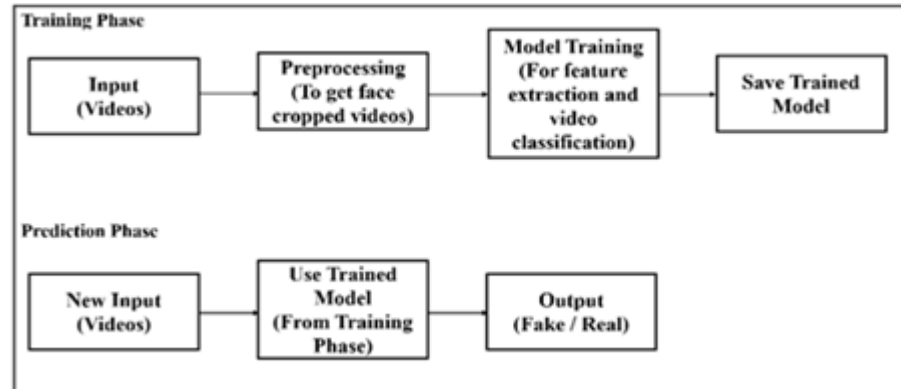 Training Phase
Input
(Videos)
Preprocessing
(To get face
cropped videos)
Model Training
(For feature
extraction and
video
classification)
Save Trained
Model
Prediction Phase
New Input
(Videos)
Use Trained
Model
(From Training
Phase)
Output
(Fake / Real)